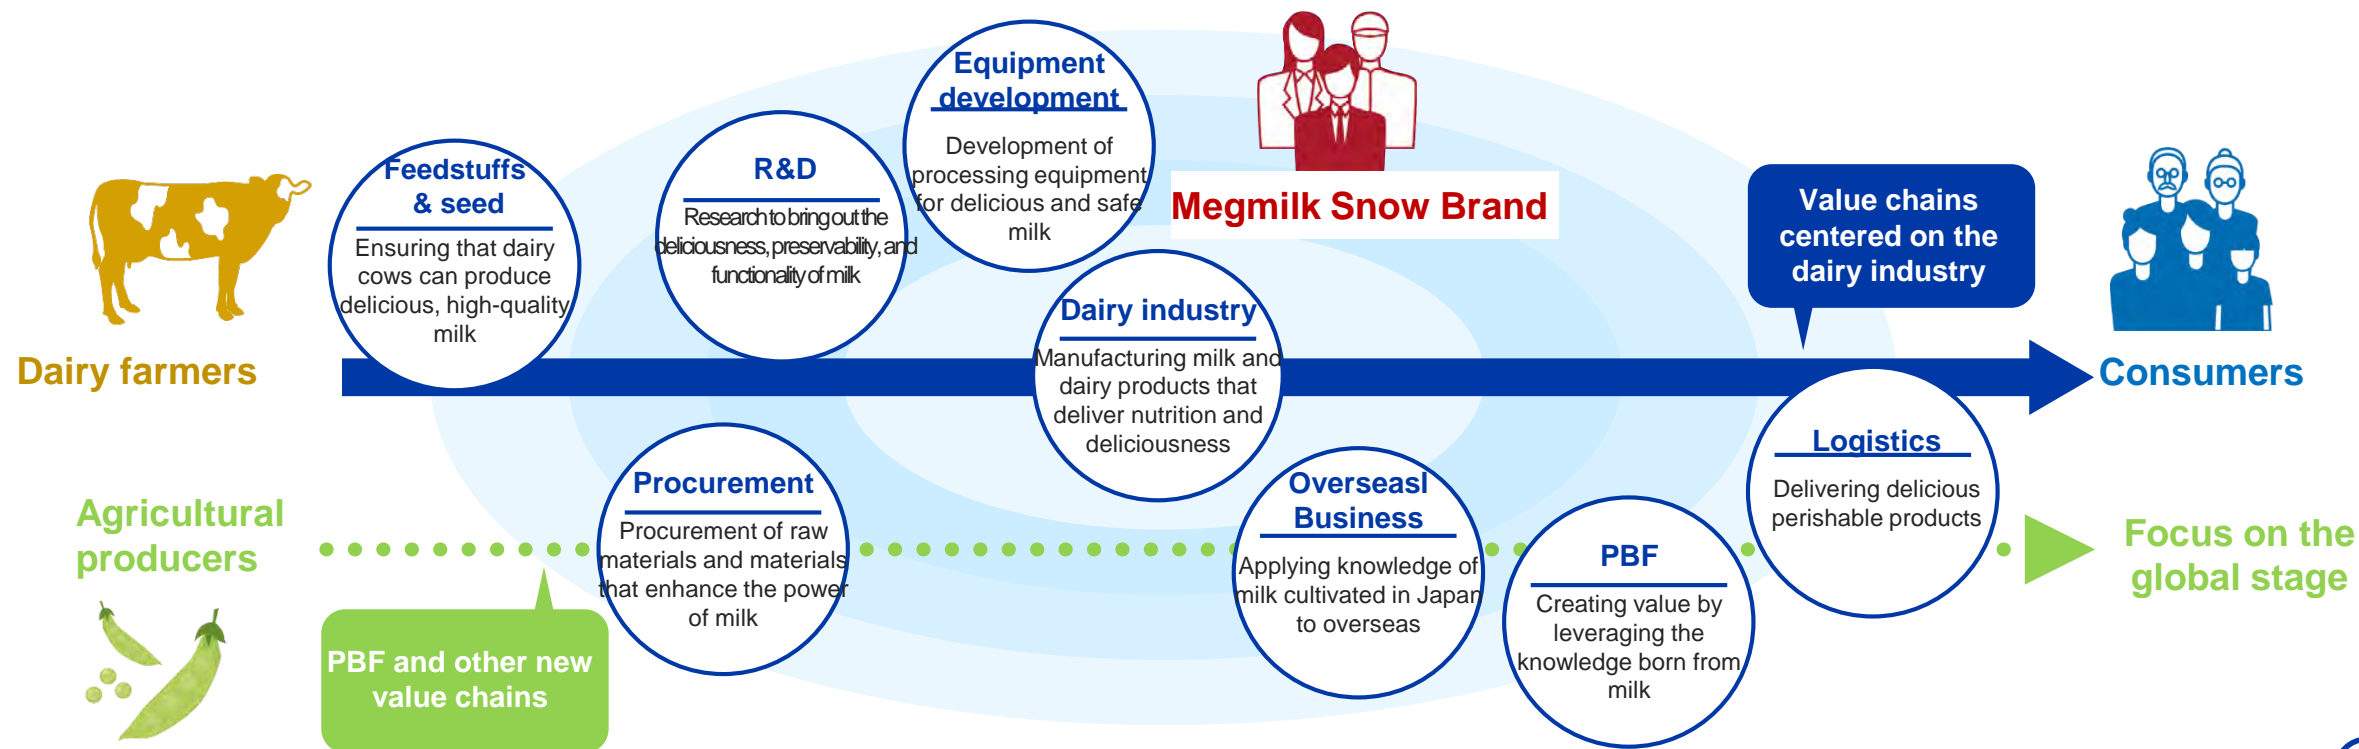 Equipment
development
Development of
processing equipment
for delicious and safe
milk
Megmilk Snow Brand
Feedstuffs
& seed
Ensuring that dairy
cows can produce
delicious, high-quality
milk
R&D
Research to bring out the
deliciousness, preservability, and
functionality of milk
Value chains
centered on the
dairy industry
Dairy industry
Manufacturing milk and
dairy products that
deliver nutrition and
deliciousness
Dairy farmers
Consumers
Agricultural
producers
Procurement
Procurement of raw
materials and materials
that enhance the power
of milk
Overseasl
Business
Applying knowledge of
milk cultivated in Japan
to overseas
PBF
Creating value by
leveraging the
knowledge born from
milk
Logistics
Delivering delicious
perishable products
Focus on the
global stage
PBF and other new
value chains